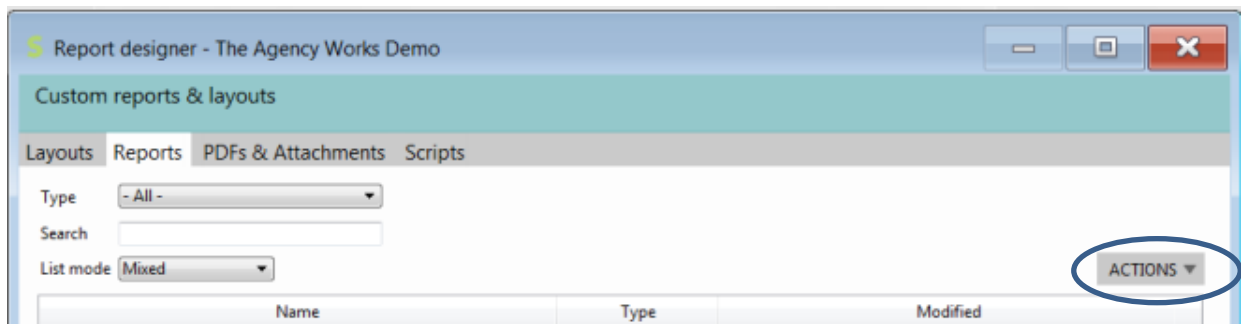 Report designer - The Agency Works Demo
Custom reports & layouts
Layouts Reports PDFs & Attachments Scripts
Type - All -
Search
List mode Mixed
ACTIONS
Name Type Modified